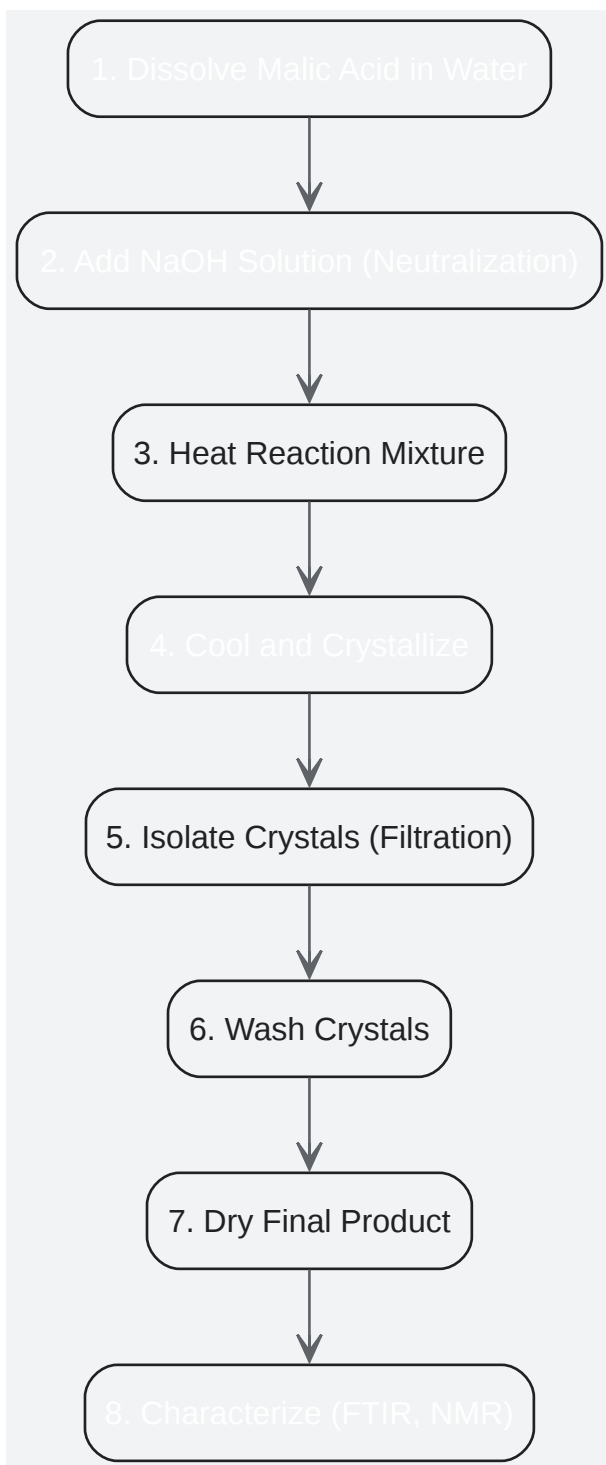 1. Dissolve Malic Acid in Water
2. Add NaOH Solution (Neutralization)
3. Heat Reaction Mixture
4. Cool and Crystallize
5. Isolate Crystals (Filtration)
6. Wash Crystals
7. Dry Final Product
8. Characterize (FTIR, NMR)